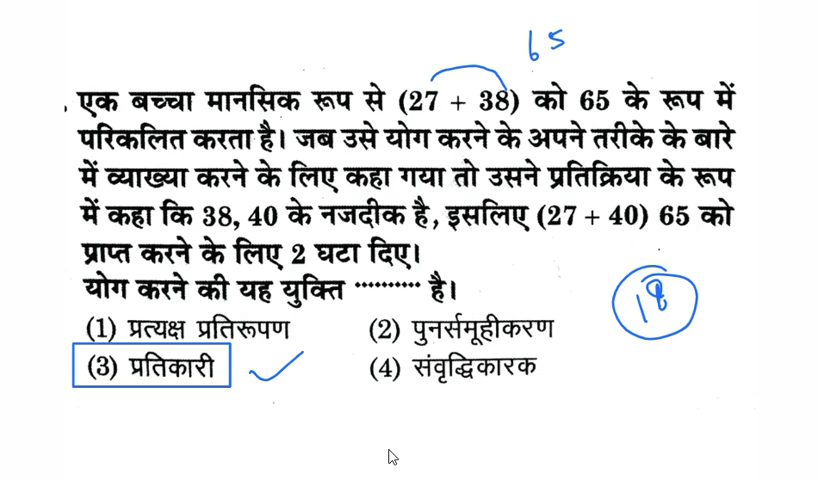 65
एक बच्चा मानसिक रूप से (27 + 38) को 65 के रूप में
परिकलित करता है। जब उसे योग करने के अपने तरीके के बारे
में व्याख्या करने के लिए कहा गया तो उसने प्रतिक्रिया के रूप
में कहा कि 38, 40 के नजदीक है, इसलिए (27 + 40) 65 को
प्राप्त करने के लिए 2 घटा दिए।
योग करने की यह युक्ति ·········· है।
(1) प्रत्यक्ष प्रतिरूपण (2) पुनर्समूहीकरण
(3) प्रतिकारी (4) संवृद्धिकारक